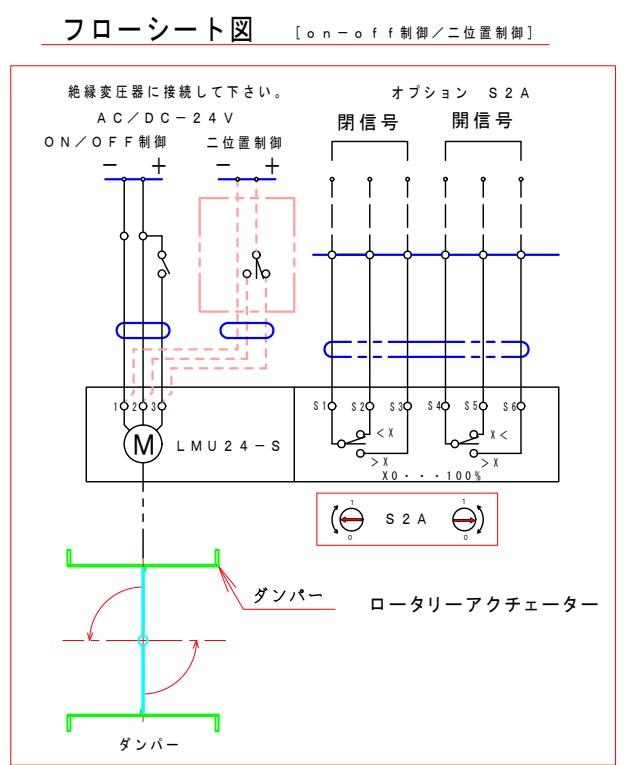 フローシート図 [on－off制御／二位置制御]
絶縁変圧器に接続して下さい。
AC／DC－24V
ON／OFF制御 二位置制御
－ ＋ － ＋
オプション S2A
閉信号 開信号
1 2 3
M LMU24－S
S1 S2 S3 S4 S5 S6
＜X X＜
＞X ＞X
X0・・・100%
1 0 S2A 1 0
ダンパー
ロータリーアクチェーター
ダンパー